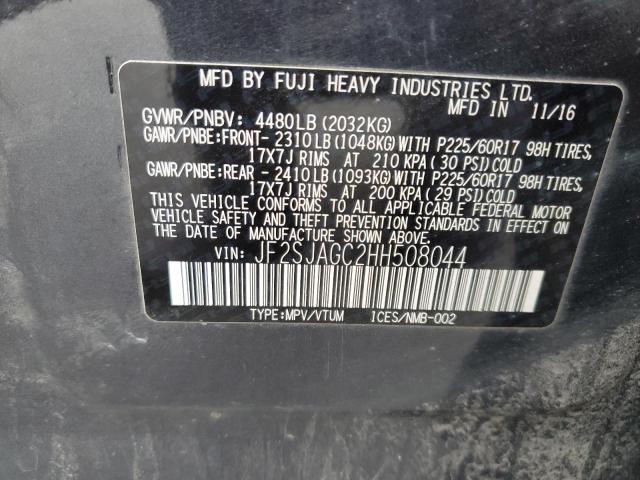 MFD BY FUJI HEAVY INDUSTRIES LTD.
MFD IN 11/16
GVWR/PNBV: 4480LB (2032KG)
GAWR/PNBE:FRONT- 2310LB (1048KG) WITH P225/60R17 98H TIRES,
17X7J RIMS AT 210 KPA (30 PSI) COLD
GAWR/PNBE:REAR - 2410LB (1093KG) WITH P225/60R17 98H TIRES,
17X7J RIMS AT 200 KPA (29 PSI) COLD
THIS VEHICLE CONFORMS TO ALL APPLICABLE FEDERAL MOTOR
VEHICLE SAFETY AND THEFT PREVENTION STANDARDS IN EFFECT ON
THE DATE OF MANUFACTURE SHOWN ABOVE.
VIN: JF2SJAGC2HH508044
TYPE:MPV/VTUM ICES/NMB-002